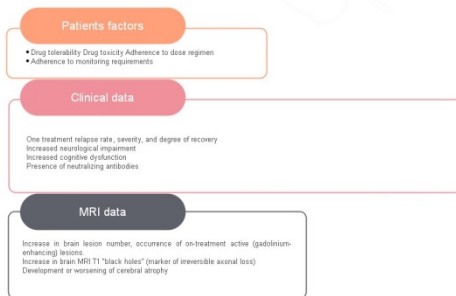 Patients factors
• Drug tolerability Drug toxicity Adherence to dose regimen
• Adherence to monitoring requirements
Clinical data
One treatment relapse rate, severity, and degree of recovery
Increased neurological impairment
Increased cognitive dysfunction
Presence of neutralizing antibodies
MRI data
Increase in brain lesion number, occurrence of on-treatment active (gadolinium-
enhancing) lesions.
Increase in brain MRI T1 "black holes" (marker of irreversible axonal loss)
Development or worsening of cerebral atrophy